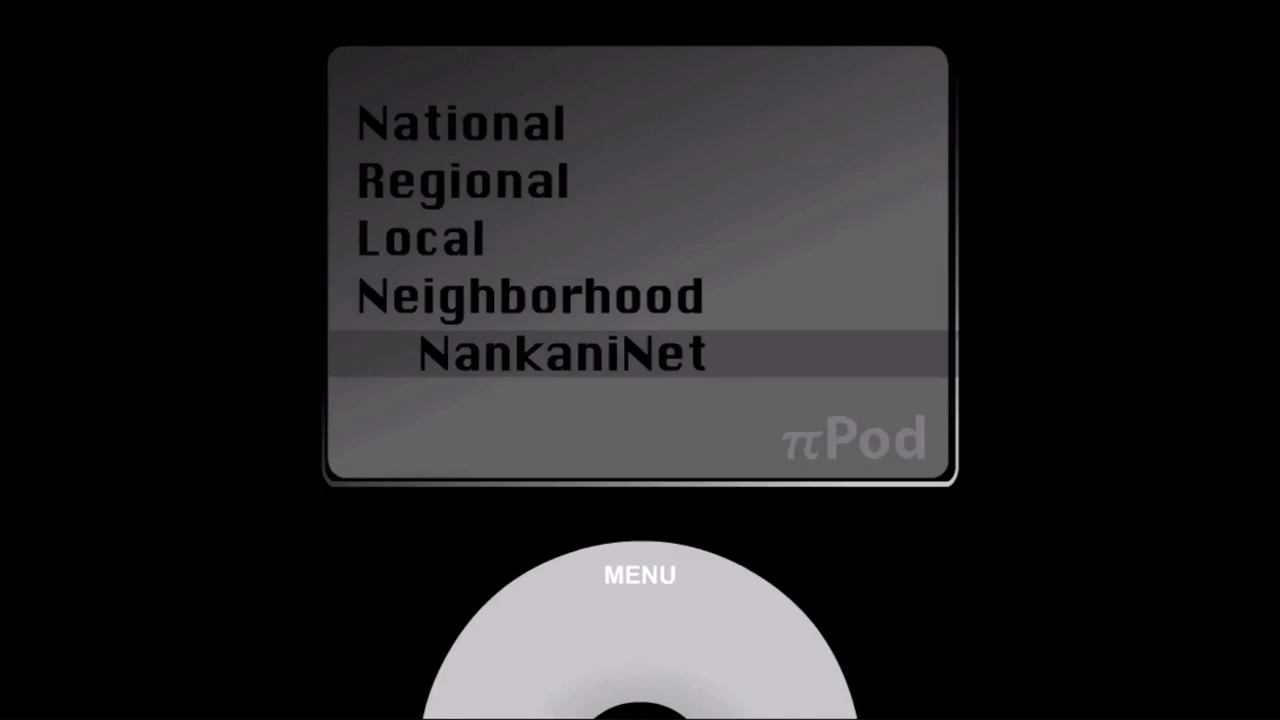 National
Regional
Local
Neighborhood
NankaniNet
πPod
MENU